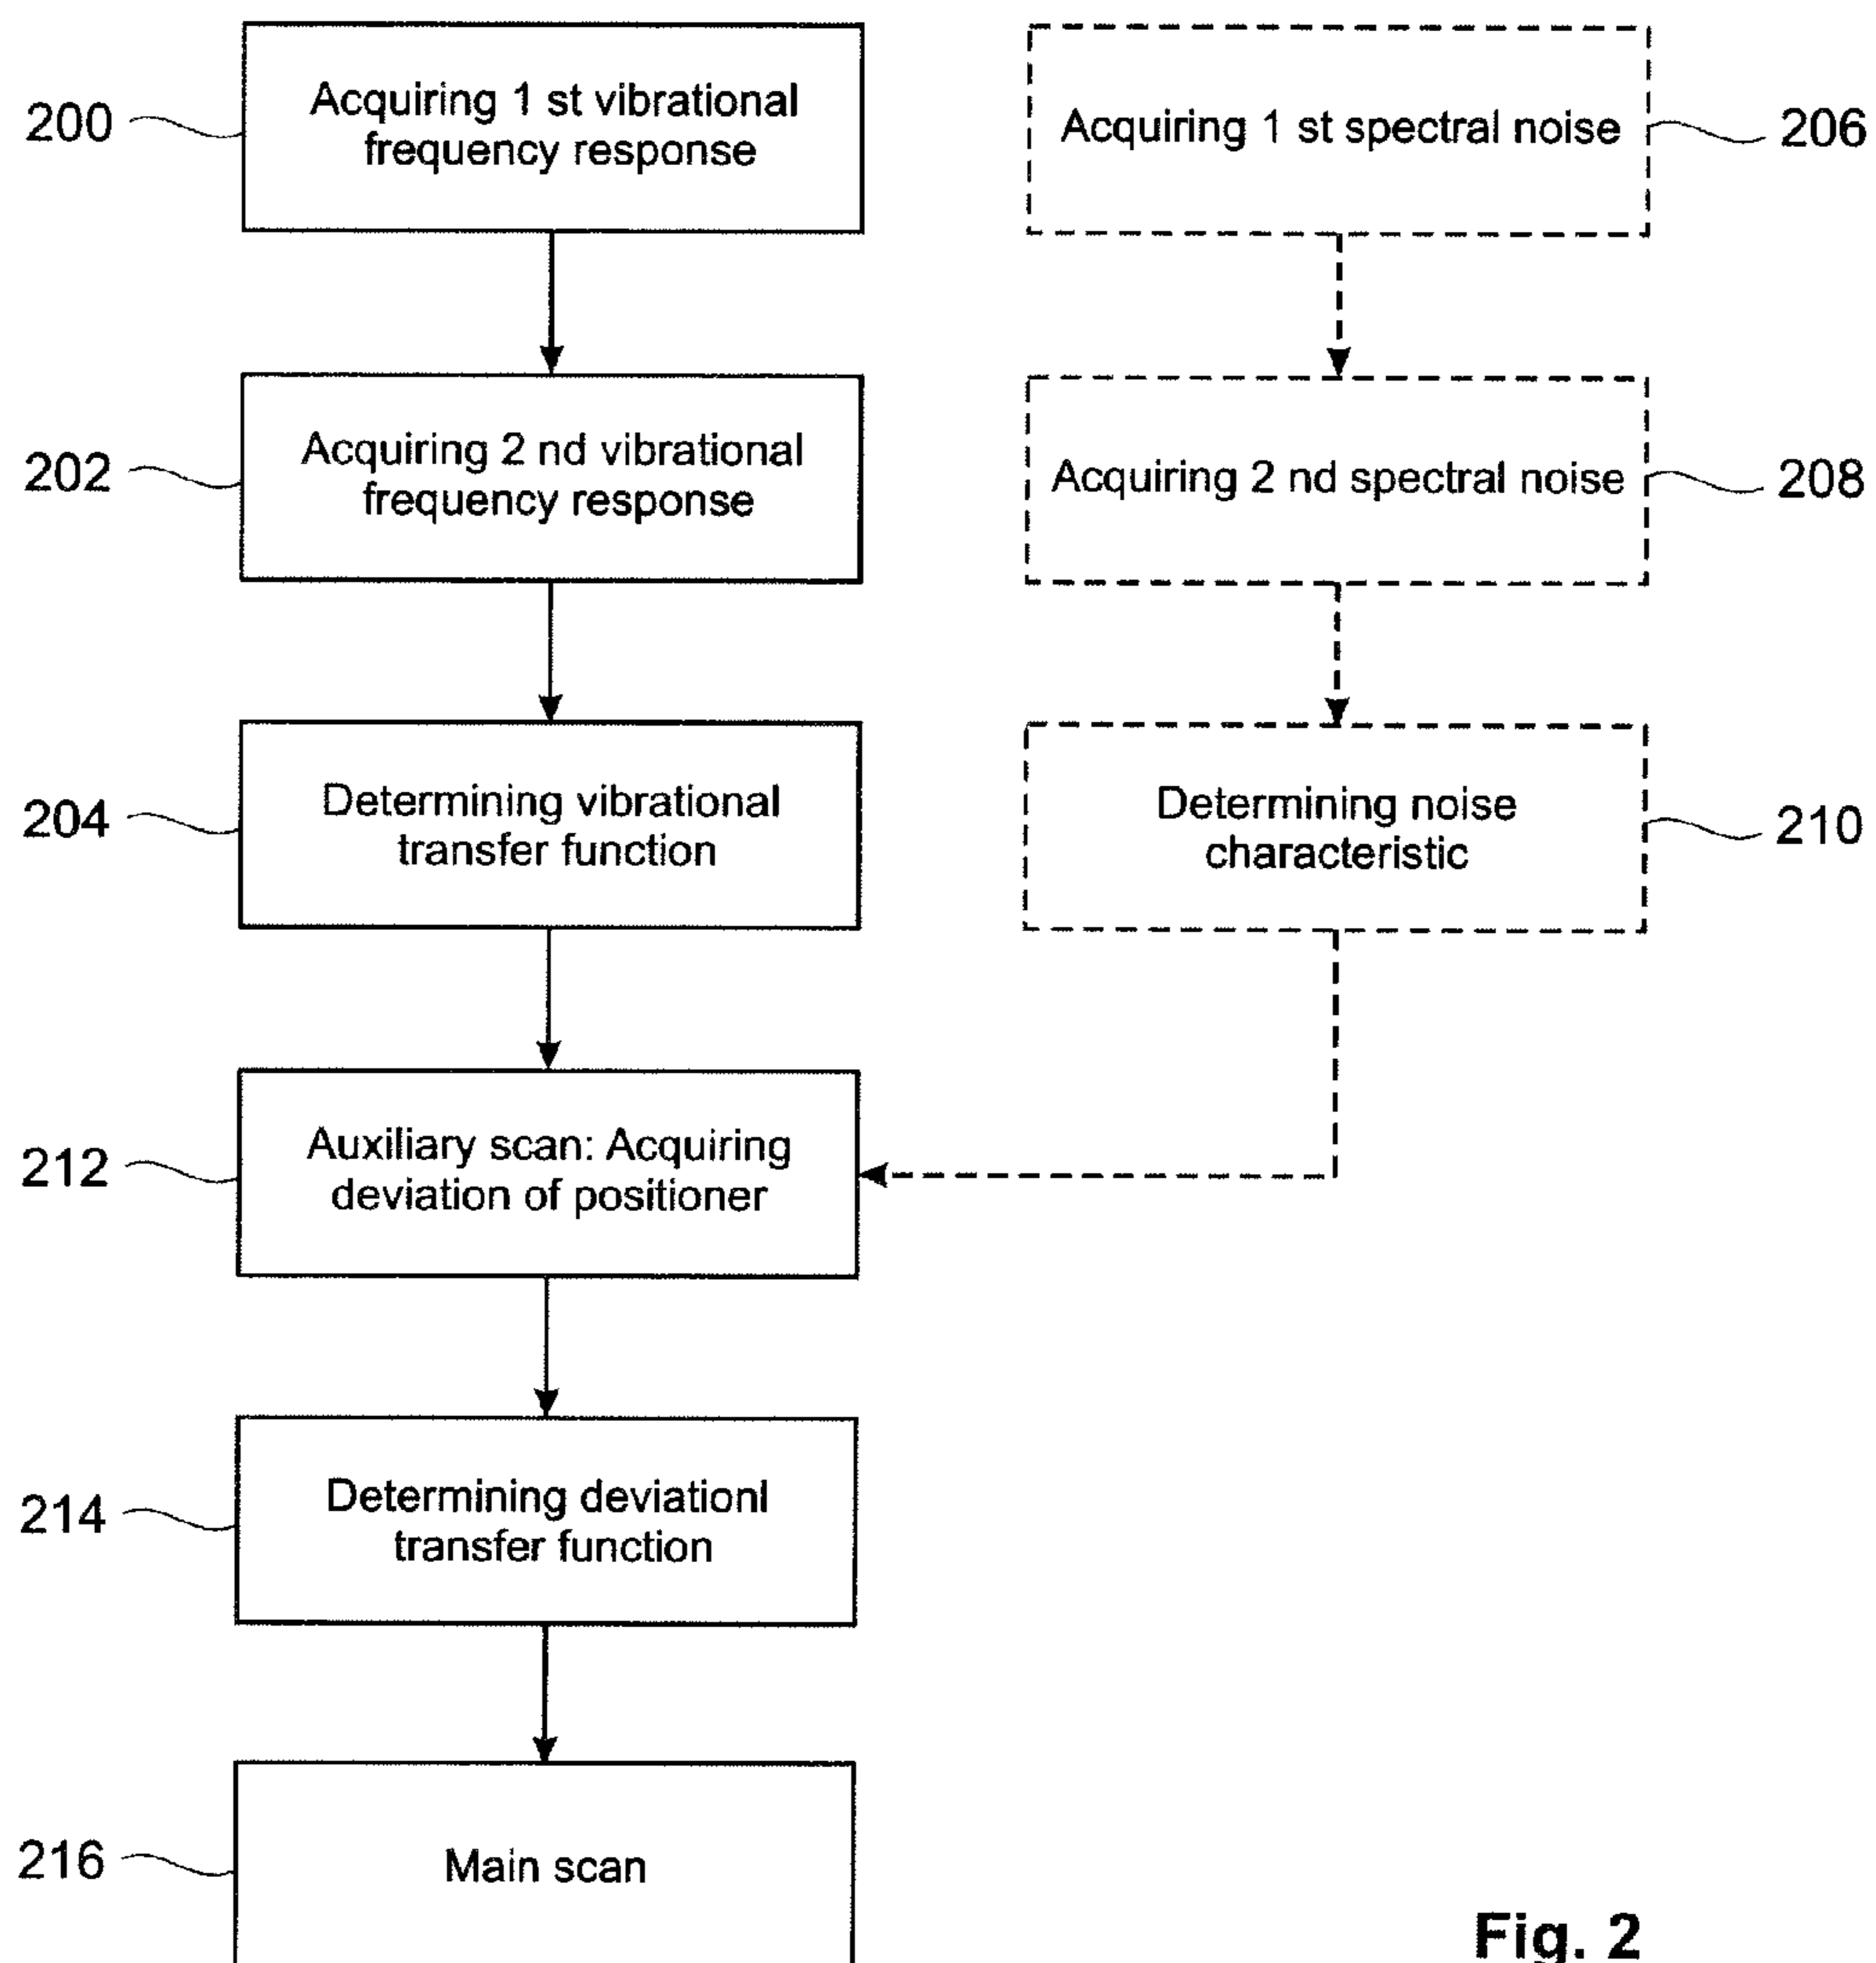 200
Acquiring 1 st vibrational
frequency response
Acquiring 1 st spectral noise
206
202
Acquiring 2 nd vibrational
frequency response
Acquiring 2 nd spectral noise
208
204
Determining vibrational
transfer function
Determining noise
characteristic
210
212
Auxiliary scan: Acquiring
deviation of positioner
214
Determining deviationl
transfer function
216
Main scan
Fig. 2